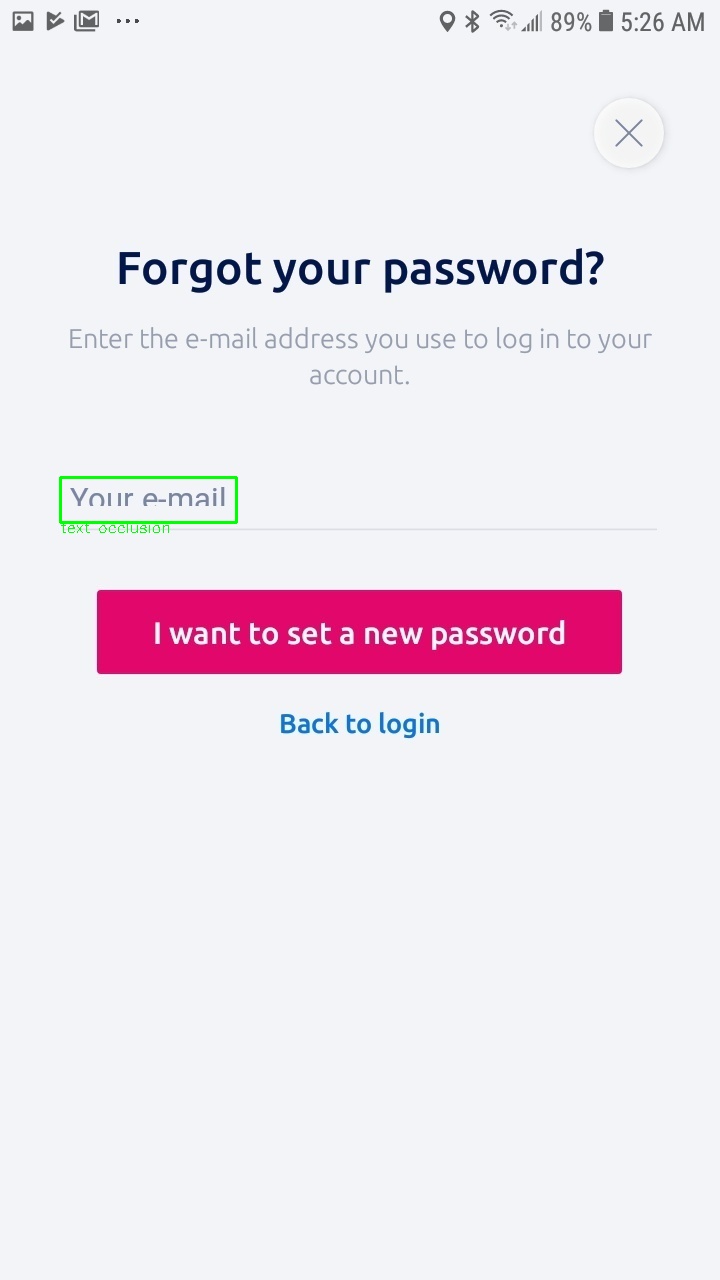 89% 5:26 AM
Forgot your password?
Enter the e-mail address you use to log in to your
account.
Your e-mail
text occlusion
I want to set a new password
Back to login